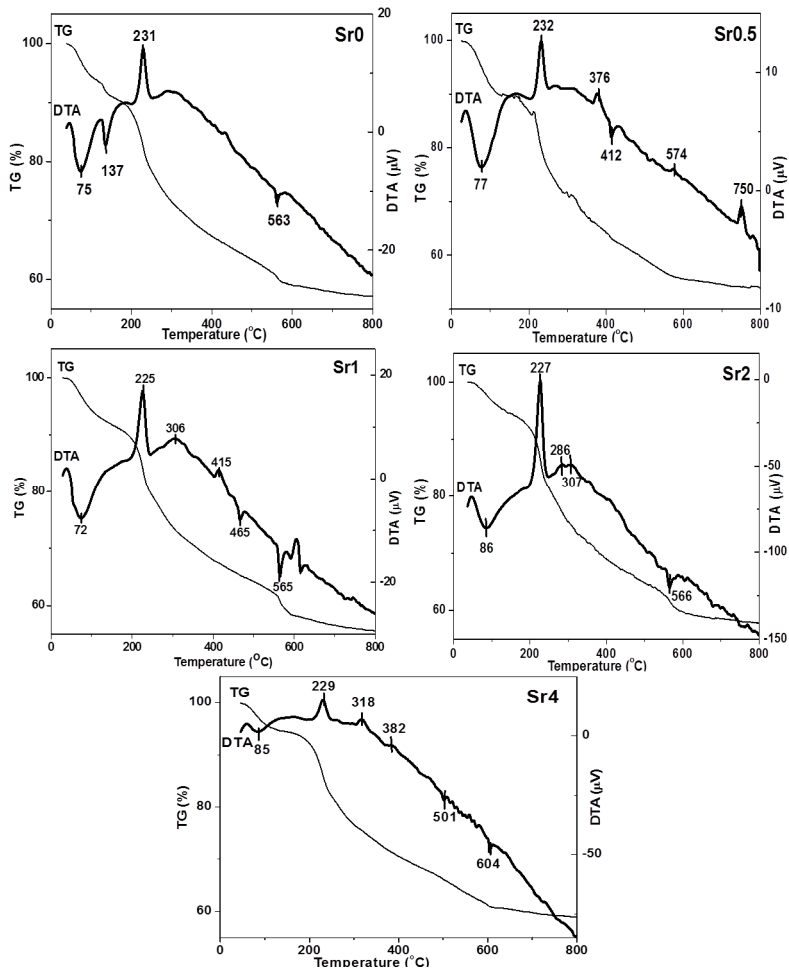 Sr0
TG
DTA
231
75
137
563
100
80
60
TG (%)
20
0
-20
DTA (µV)
0 200 400 600 800
Temperature (°C)
Sr0.5
TG
DTA
232
376
77
412
574
750
100
90
80
70
60
50
TG (%)
10
0
-10
DTA (µV)
0 200 400 600 800
Temperature (°C)
Sr1
TG
DTA
225
306
415
72
465
565
100
80
60
TG (%)
20
0
-20
DTA (µV)
0 200 400 600 800
Temperature (°C)
Sr2
TG
DTA
227
286
307
86
566
100
80
60
TG (%)
0
-50
-100
-150
DTA (µV)
0 200 400 600 800
Temperature (°C)
Sr4
TG
DTA
229
318
382
85
501
604
100
80
60
TG (%)
0
-50
DTA (µV)
0 200 400 600 800
Temperature (°C)